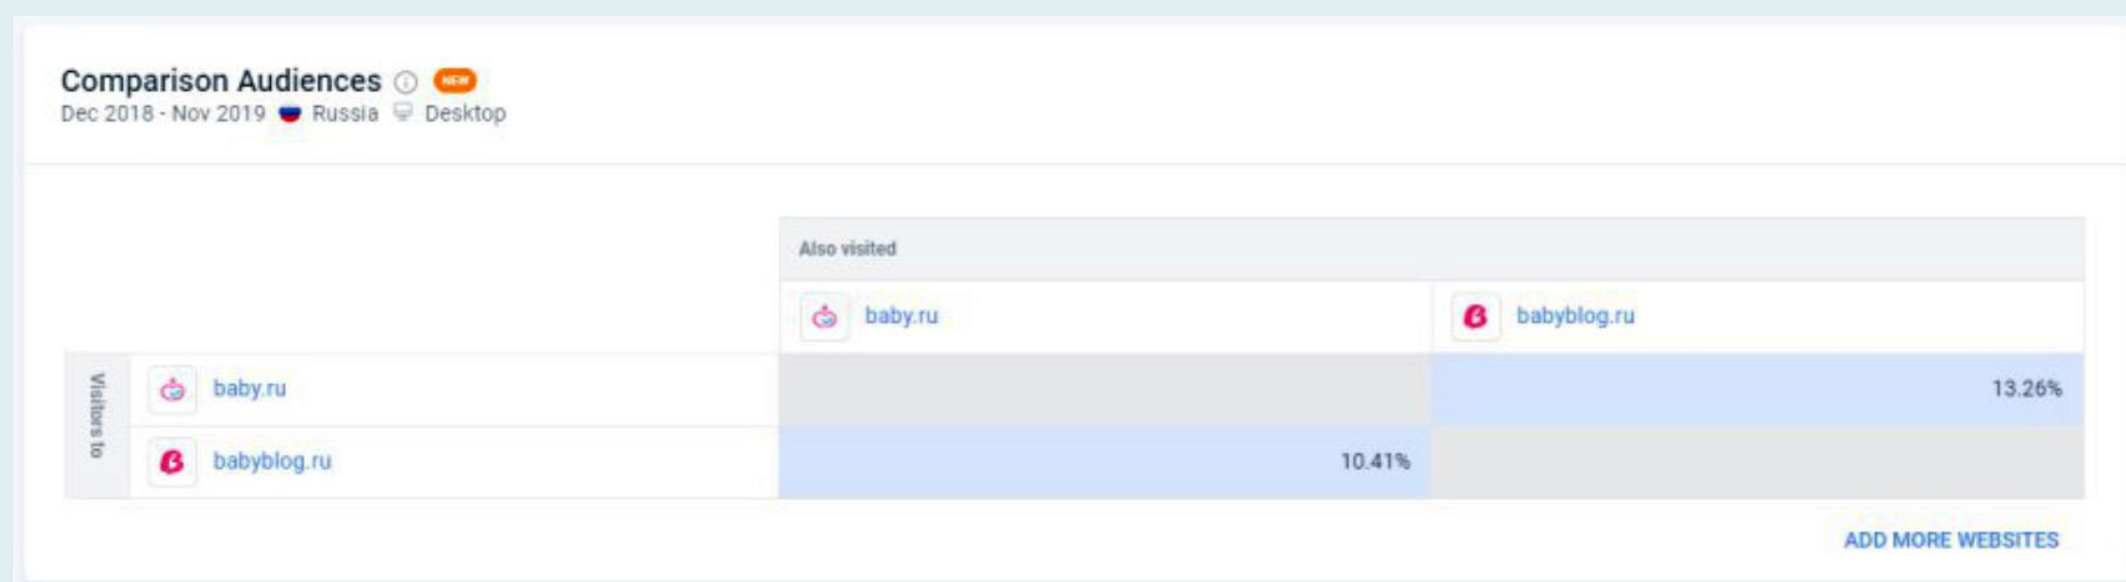 Comparison Audiences NEW
Dec 2018 - Nov 2019 Russia Desktop
Also visited
baby.ru babyblog.ru
Visitors to
baby.ru 13.26%
babyblog.ru 10.41%
ADD MORE WEBSITES